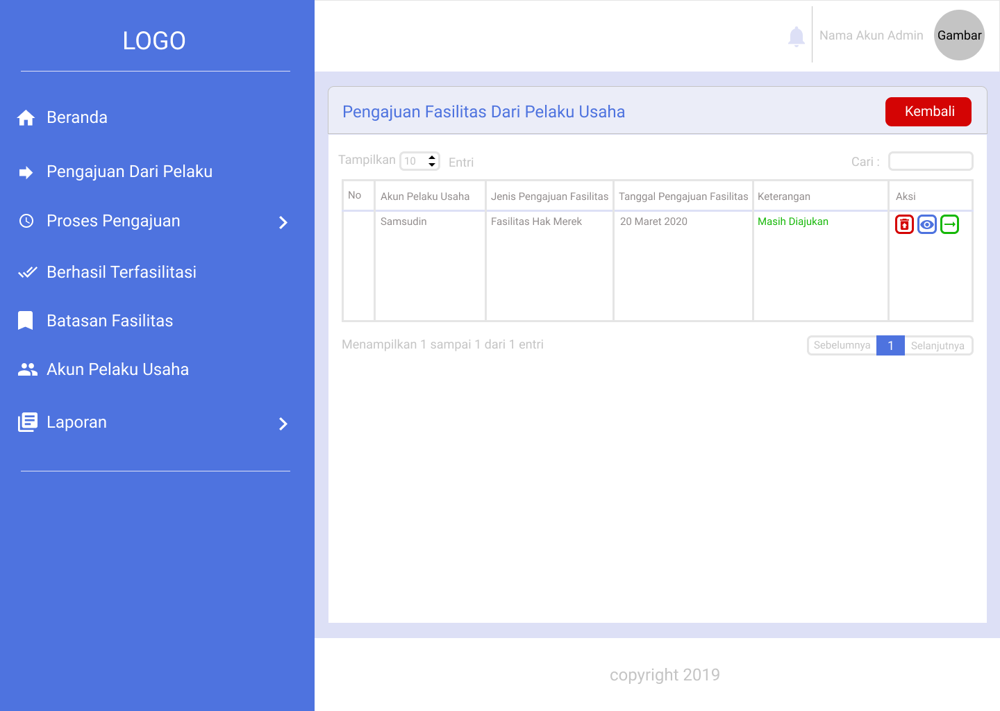 LOGO
Beranda
Pengajuan Dari Pelaku
Proses Pengajuan
Berhasil Terfasilitasi
Batasan Fasilitas
Akun Pelaku Usaha
Laporan
Nama Akun Admin
Gambar
Pengajuan Fasilitas Dari Pelaku Usaha
Kembali
Tampilkan 10 Entri
Cari :
No Akun Pelaku Usaha Jenis Pengajuan Fasilitas Tanggal Pengajuan Fasilitas Keterangan Aksi
Samsudin Fasilitas Hak Merek 20 Maret 2020 Masih Diajukan
Menampilkan 1 sampai 1 dari 1 entri
Sebelumnya 1 Selanjutnya
copyright 2019